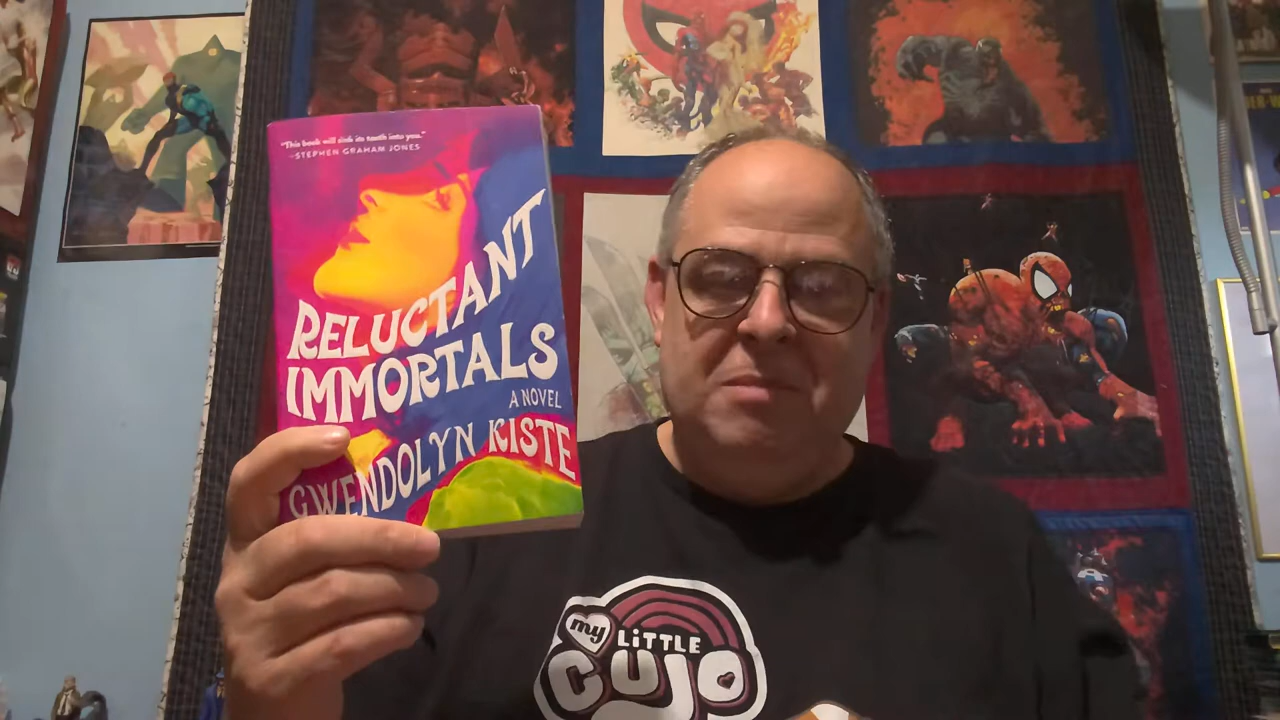 "This book will sink its teeth into you."
-STEPHEN GRAHAM JONES
RELUCTANT
IMMORTALS
A NOVEL
GWENDOLYN KISTE
my
LiTTLE
CUJO